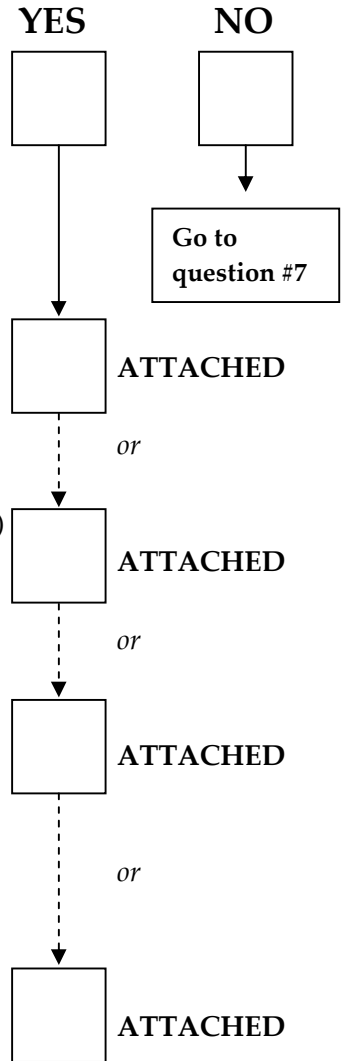 YES NO
Go to
question #7
ATTACHED
or
)
ATTACHED
or
ATTACHED
or
ATTACHED